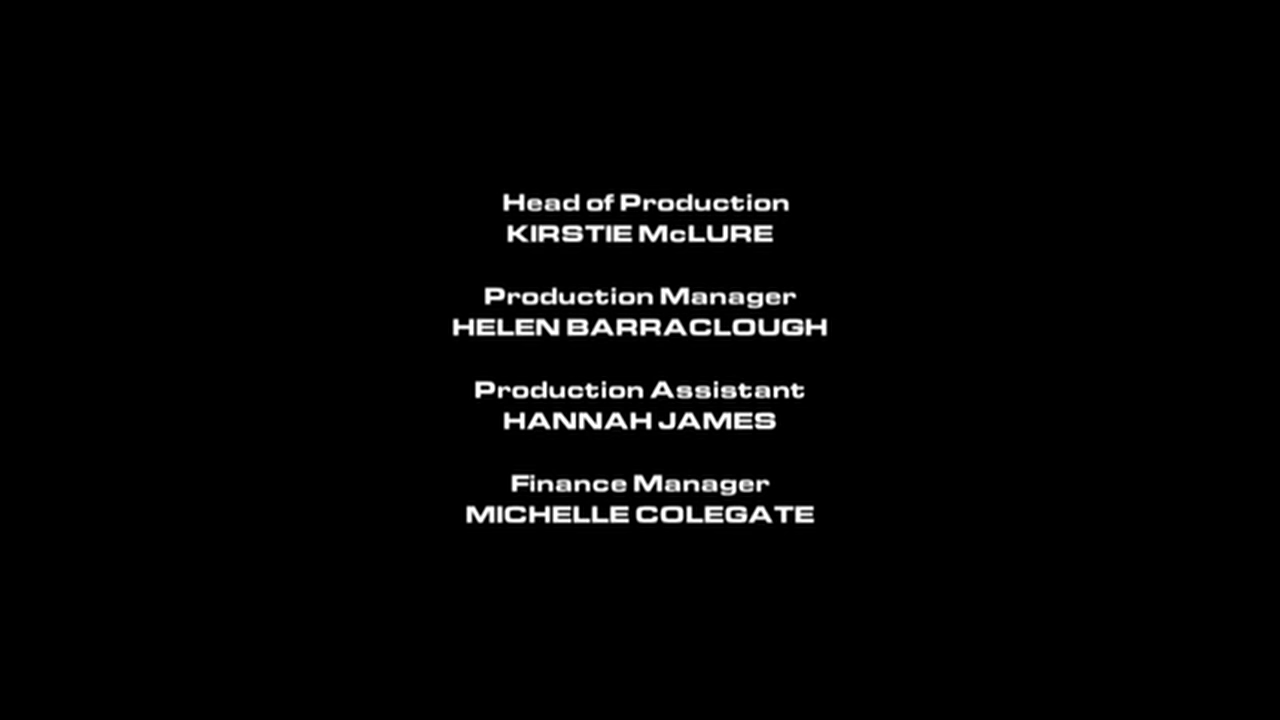 Head of Production
KIRSTIE McLURE
Production Manager
HELEN BARRACLOUGH
Production Assistant
HANNAH JAMES
Finance Manager
MICHELLE COLEGATE